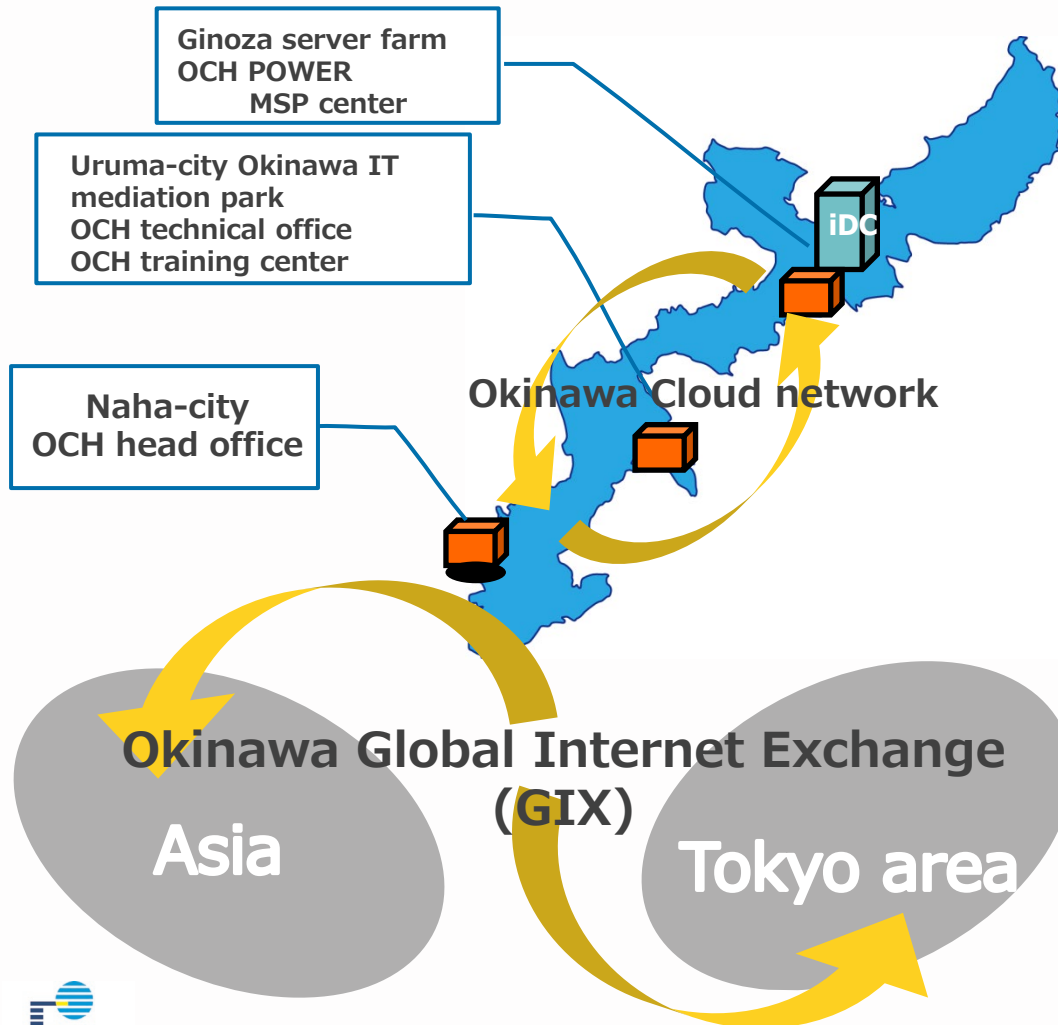 Ginoza server farm
OCH POWER
MSP center
Uruma-city Okinawa IT
mediation park
OCH technical office
OCH training center
iDC
Okinawa Cloud network
Naha-city
OCH head office
Okinawa Global Internet Exchange
(GIX)
Asia
Tokyo area